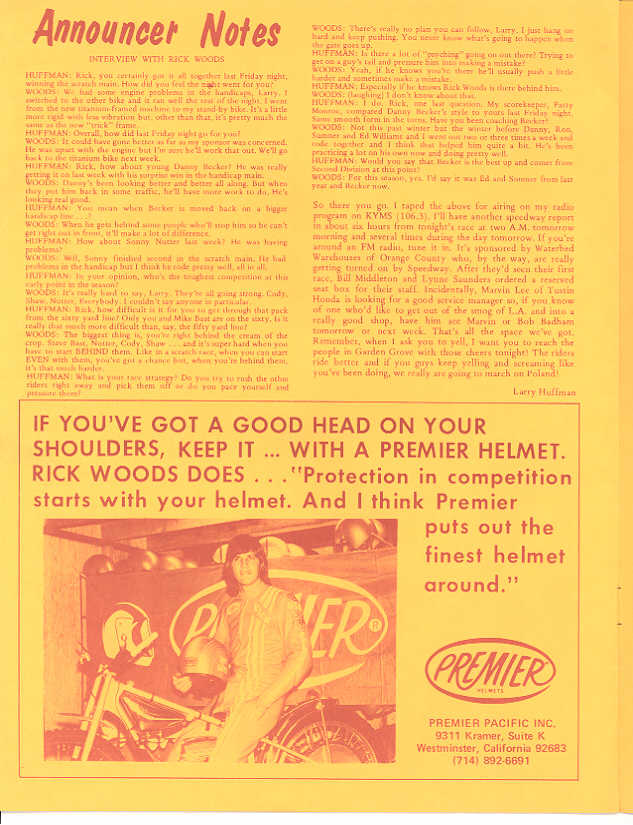 Announcer Notes
INTERVIEW WITH RICK WOODS
HUFFMAN: Rick, you certainly got it all together last Friday night,
winning the scratch main. How did you feel the night went for you?
WOODS: We had some engine problems in the handicaps, Larry. I
switched to the other bike and it ran well the rest of the night. I went
from the new titanium-framed machine to my stand-by bike. It's a little
more rigid with less vibration but, other than that, it's pretty much the
same as the new "trick" frame.
HUFFMAN: Overall, how did last Friday night go for you?
WOODS: It could have gone better as far as my sponsor was concerned.
He was upset with the engine but I'm sure he'll work that out. We'll go
back to the titanium bike next week.
HUFFMAN: Rick, how about young Danny Becker? He was really
getting it on last week with his surprise win in the handicap main.
WOODS: Danny's been looking better and better all along. But when
they put him back in some traffic, he'll have more work to do. He's
looking real good.
HUFFMAN: You mean when Becker is moved back on a bigger
handicap line . . . ?
WOODS: When he gets behind some people who'll stop him so he can't
get right out in front, it'll make a lot of difference.
HUFFMAN: How about Sonny Nutter last week? He was having
problems?
WOODS: Well, Sonny finished second in the scratch main. He had
problems in the handicap but I think he rode pretty well, all in all.
HUFFMAN: In your opinion, who's the toughest competition at this
early point in the season?
WOODS: It's really hard to say, Larry. They're all going strong. Cody,
Shaw, Nutter. Everybody. I couldn't say anyone in particular.
HUFFMAN: Rick, how difficult is it for you to get through that pack
from the sixty yard line? Only you and Mike Bast are on the sixty. Is it
really that much more difficult than, say, the fifty yard line?
WOODS: The biggest thing is, you're right behind the cream of the
crop. Steve Bast, Nutter, Cody, Shaw . . . and it's super hard when you
have to start BEHIND them. Like in a scratch race, when you can start
EVEN with them, you've got a chance but, when you're behind them,
it's that much harder.
HUFFMAN: What is your race strategy? Do you try to rush the other
riders right away and pick them off or do you pace yourself and
pressure them?
WOODS: There's really no plan you can follow, Larry, I just hang on
hard and keep pushing. You never know what's going to happen when
the gate goes up.
HUFFMAN: Is there a lot of "psyching" going on out there? Trying to
get on a guy's tail and pressure him into making a mistake?
WOODS: Yeah, if he knows you're there he'll usually push a little
harder and sometimes make a mistake.
HUFFMAN: Especially if he knows Rick Woods is there behind him.
WOODS: (laughing) I don't know about that.
HUFFMAN: I do. Rick, one last question. My scorekeeper, Patty
Monroe, compared Danny Becker's style to yours last Friday night.
Same smooth form in the turns. Have you been coaching Becker?
WOODS: Not this past winter but the winter before Danny, Ron,
Sumner and Ed Williams and I went out two or three times a week and
rode together and I think that helped him quite a bit. He's been
practicing a lot on his own now and doing pretty well.
HUFFMAN: Would you say that Becker is the best up and comer from
Second Division at this point?
WOODS: For this season, yes. I'd say it was Ed and Sumner from last
year and Becker now.
So there you go. I taped the above for airing on my radio
program on KYMS (106.3). I'll have another speedway report
in about six hours from tonight's race at two A.M. tomorrow
morning and several times during the day tomorrow. If you're
around an FM radio, tune it in. It's sponsored by Waterbed
Warehouses of Orange County who, by the way, are really
getting turned on by Speedway. After they'd seen their first
race, Bill Middleton and Lynne Saunders ordered a reserved
seat box for their staff. Incidentally, Marvin Lee of Tustin
Honda is looking for a good service manager so, if you know
of one who'd like to get out of the smog of L.A. and into a
really good shop, have him see Marvin or Bob Badham
tomorrow or next week. That's all the space we've got.
Remember, when I ask you to yell, I want you to reach the
people in Garden Grove with those cheers tonight! The riders
ride better and if you guys keep yelling and screaming like
you've been doing, we really are going to march on Poland!
Larry Huffman
IF YOU'VE GOT A GOOD HEAD ON YOUR
SHOULDERS, KEEP IT ... WITH A PREMIER HELMET.
RICK WOODS DOES . . . "Protection in competition
starts with your helmet. And I think Premier
puts out the
finest helmet
around."
PREMIER ®
PREMIER
HELMETS
PREMIER PACIFIC INC.
9311 Kramer, Suite K
Westminster, California 92683
(714) 892-6691